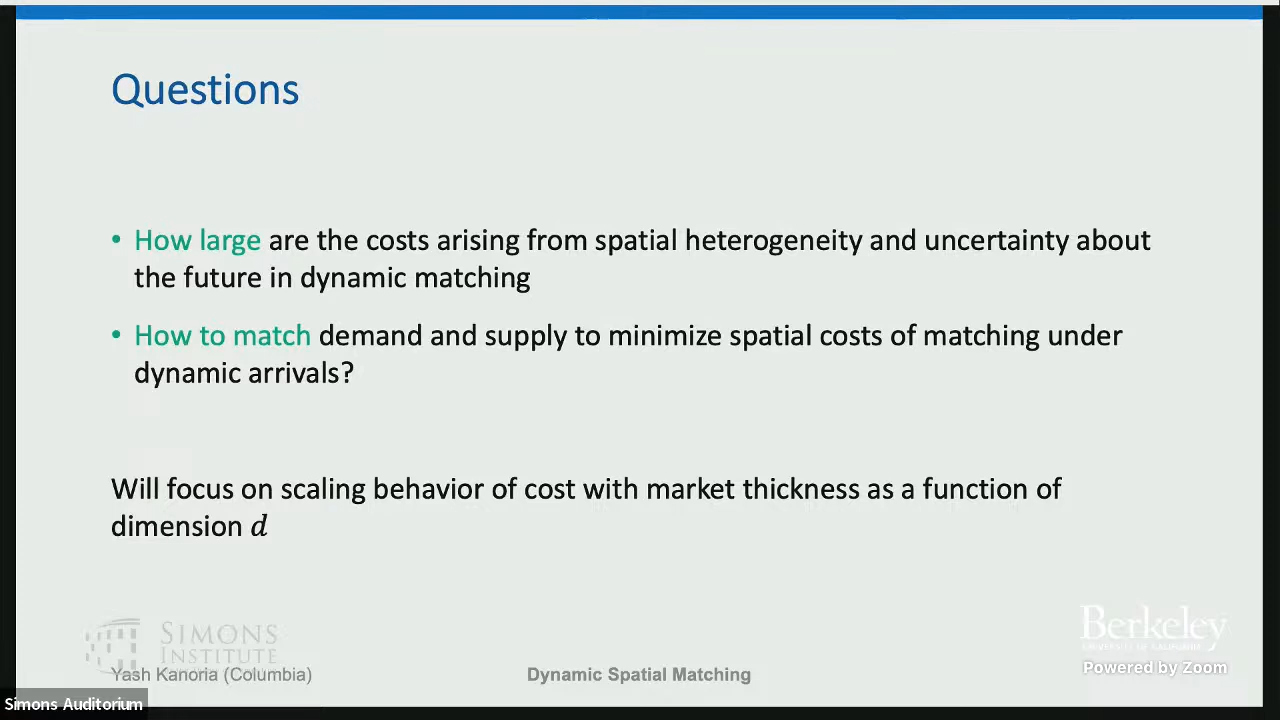 Questions
• How large are the costs arising from spatial heterogeneity and uncertainty about
the future in dynamic matching
• How to match demand and supply to minimize spatial costs of matching under
dynamic arrivals?
Will focus on scaling behavior of cost with market thickness as a function of
dimension d
SIMONS
INSTITUTE
Berkeley
UNIVERSITY OF CALIFORNIA
Powered by Zoom
Yash Kanoria (Columbia)
Dynamic Spatial Matching
Simons Auditorium